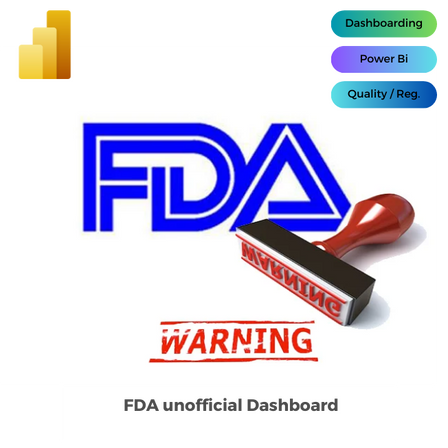 Dashboarding
Power Bi
Quality / Reg.
FDA
WARNING
WARNING
FDA unofficial Dashboard